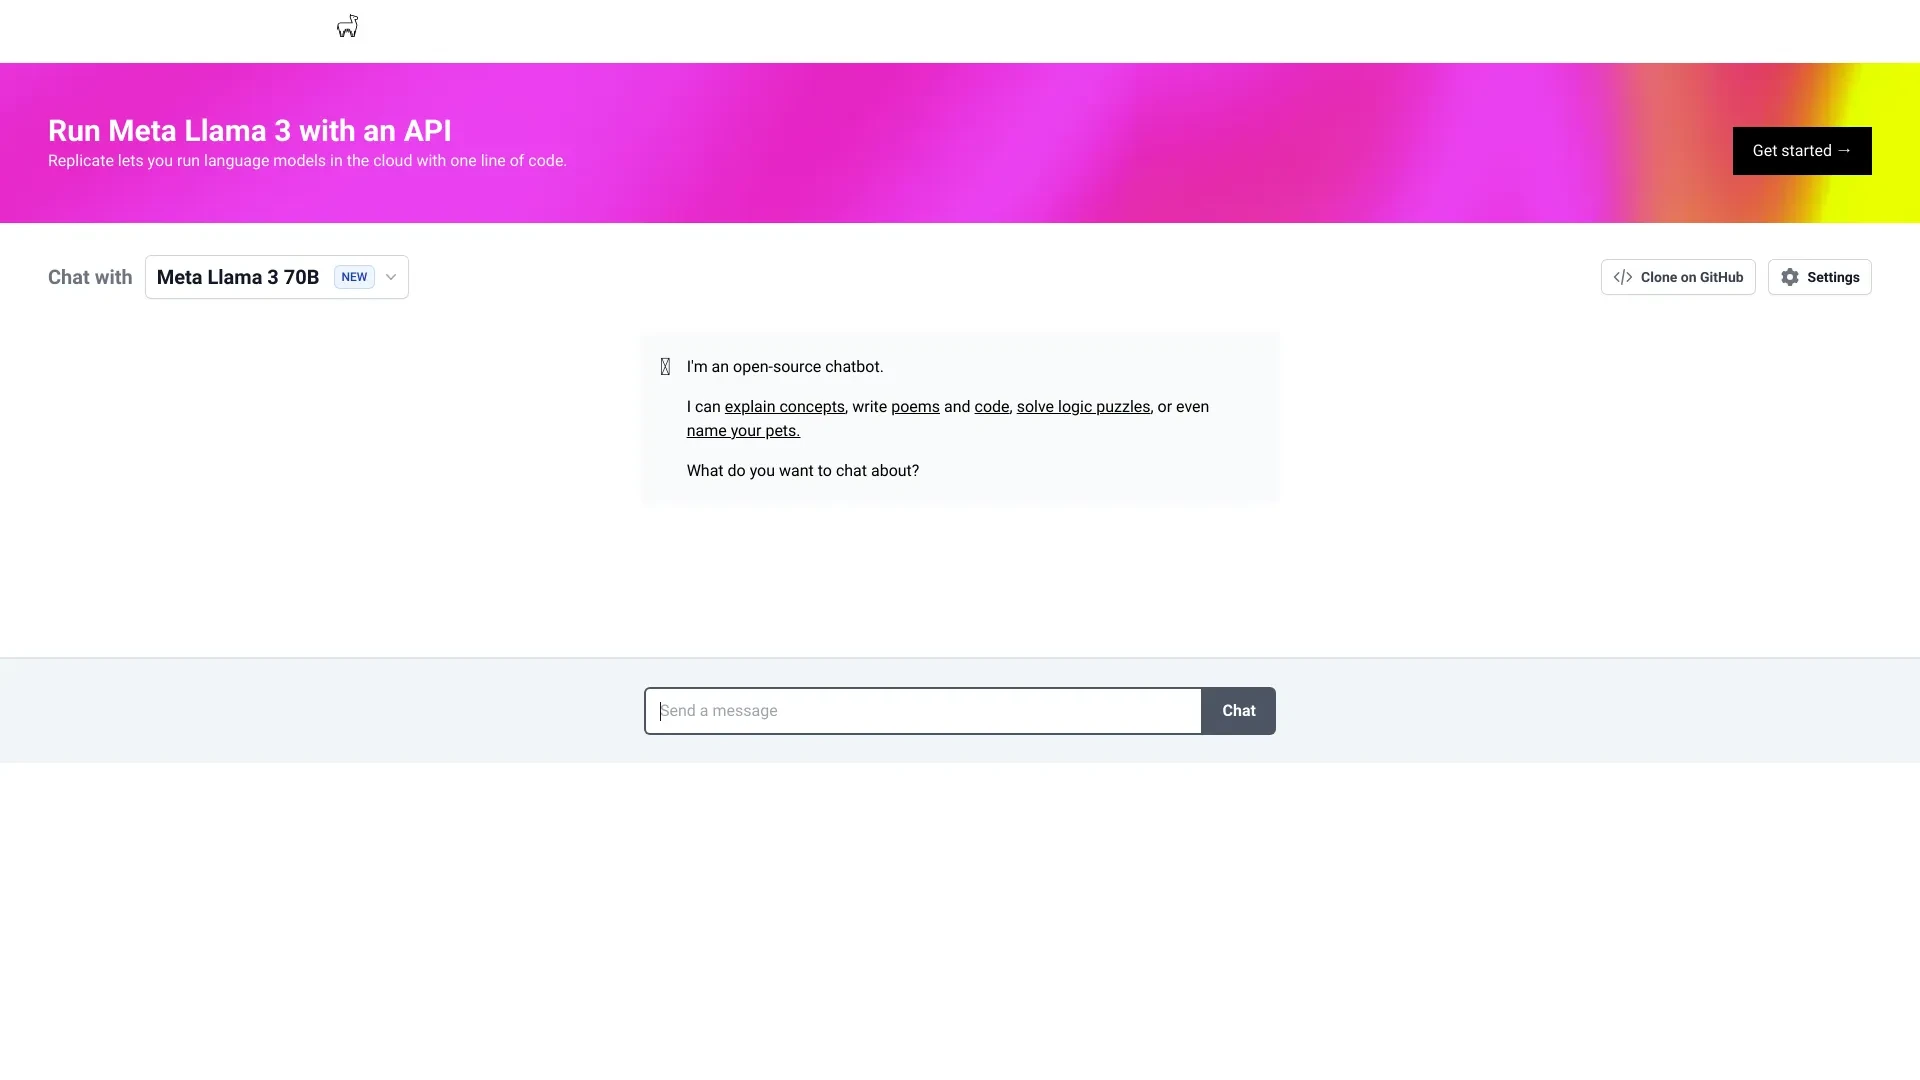 Run Meta Llama 3 with an API
Replicate lets you run language models in the cloud with one line of code.
Get started →
Chat with
Meta Llama 3 70B NEW
Clone on GitHub
Settings
I'm an open-source chatbot.
I can explain concepts, write poems and code, solve logic puzzles, or even
name your pets.
What do you want to chat about?
Send a message
Chat